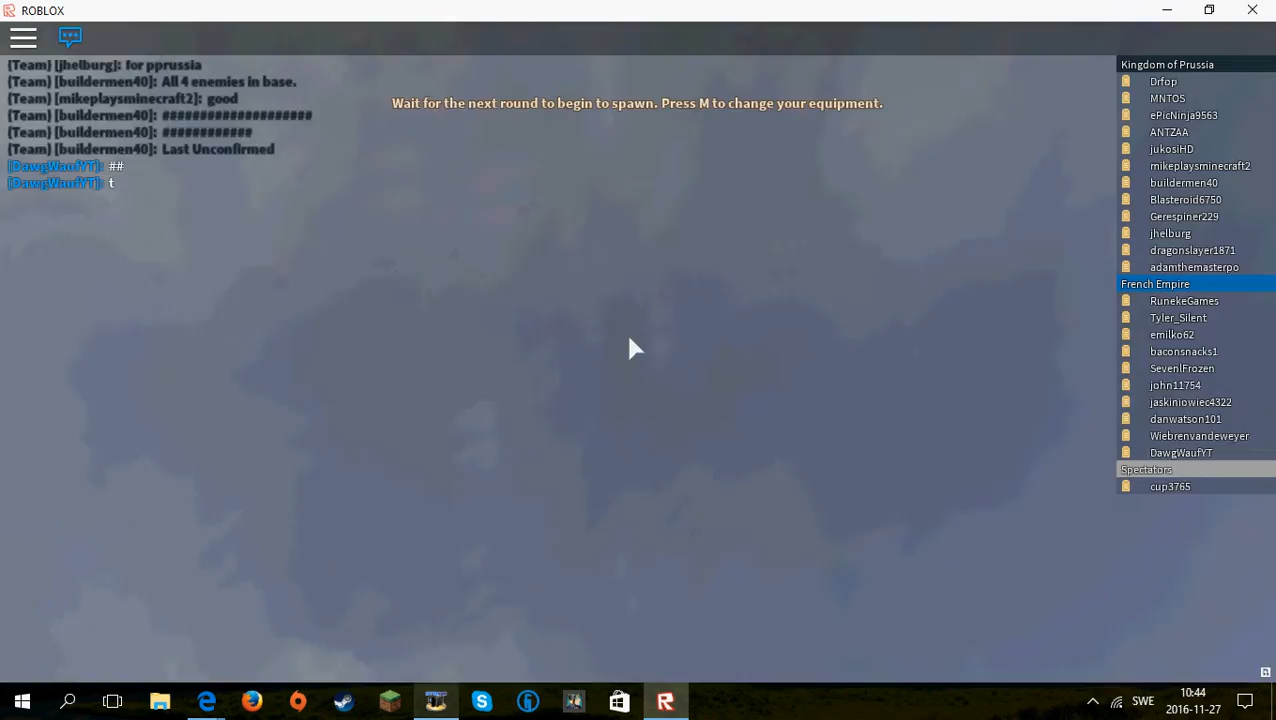 ROBLOX
{Team} [jhelburg]: for pprussia
{Team} [buildermen40]: All 4 enemies in base.
{Team} [mikeplaysminecraft2]: good
{Team} [buildermen40]: ####################
{Team} [buildermen40]: ############
{Team} [buildermen40]: Last Unconfirmed
[DawgWaufYT]: ##
[DawgWaufYT]: t
Wait for the next round to begin to spawn. Press M to change your equipment.
Kingdom of Prussia
Drfop
MNTOS
ePicNinja9563
ANTZAA
jukosiHD
mikeplaysminecraft2
buildermen40
Blasteroid6750
Gerespiner229
jhelburg
dragonslayer1871
adamthemasterpo
French Empire
RunekeGames
Tyler_Silent
emilko62
baconsnacks1
SevenlFrozen
john11754
jaskiniowiec4322
danwatson101
Wiebrenvandeweyer
DawgWaufYT
Spectators
cup3765
SWE
10:44
2016-11-27